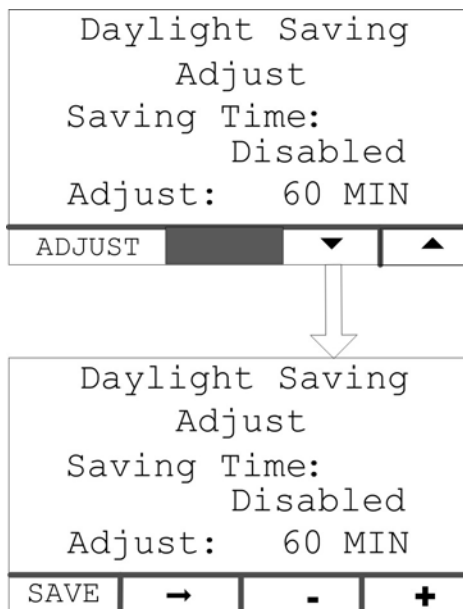 Daylight Saving
Adjust
Saving Time:
Disabled
Adjust: 60 MIN
ADJUST ▼ ▲
Daylight Saving
Adjust
Saving Time:
Disabled
Adjust: 60 MIN
SAVE → - +